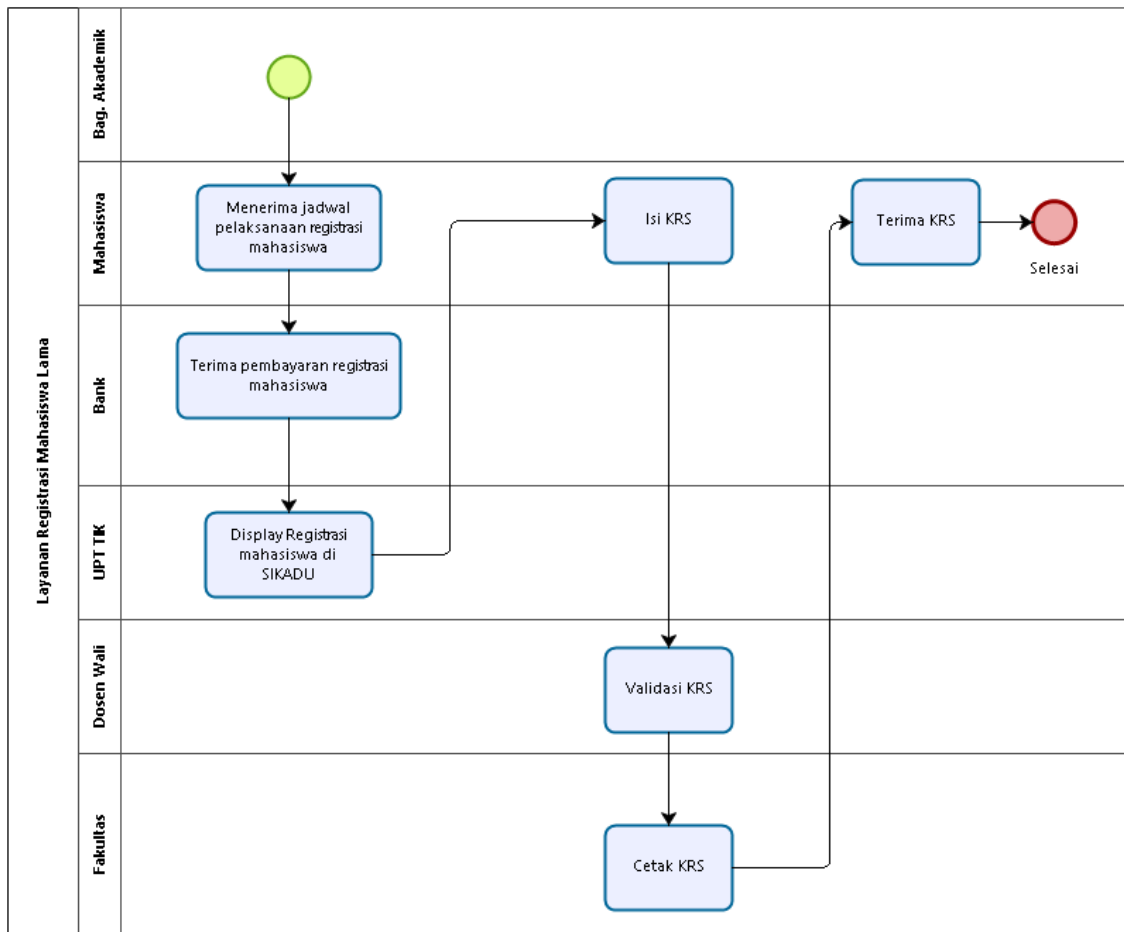 Layanan Registrasi Mahasiswa Lama
Bag. Akademik
Mahasiswa
Menerima jadwal
pelaksanaan registrasi
mahasiswa
Isi KRS
Terima KRS
Selesai
Bank
Terima pembayaran registrasi
mahasiswa
UPT TIK
Display Registrasi
mahasiswa di
SIKADU
Dosen Wali
Validasi KRS
Fakultas
Cetak KRS